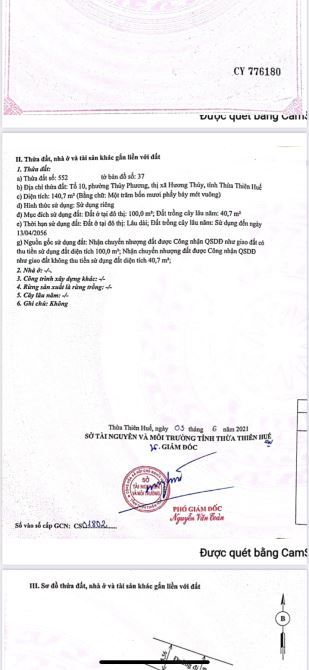 CY 776180
Được quét bằng CamS
II. Thửa đất, nhà ở và tài sản khác gắn liền với đất
1. Thửa đất:
a) Thửa đất số: 552 tờ bản đồ số: 37
b) Địa chỉ thửa đất: Tổ 10, phường Thủy Phương, thị xã Hương Thủy, tỉnh Thừa Thiên Huế
c) Diện tích: 140,7 m² (Bằng chữ: Một trăm bốn mươi phẩy bảy mét vuông)
d) Hình thức sử dụng: Sử dụng riêng
đ) Mục đích sử dụng đất: Đất ở tại đô thị: 100,0 m²; Đất trồng cây lâu năm: 40,7 m²
e) Thời hạn sử dụng đất: Đất ở tại đô thị: Lâu dài; Đất trồng cây lâu năm: Sử dụng đến ngày
13/04/2056
g) Nguồn gốc sử dụng đất: Nhận chuyển nhượng đất được Công nhận QSDĐ như giao đất có
thu tiền sử dụng đất diện tích 100,0 m²; Nhận chuyển nhượng đất được Công nhận QSDĐ
như giao đất không thu tiền sử dụng đất diện tích 40,7 m²;
2. Nhà ở: -/-
3. Công trình xây dựng khác: -/-
4. Rừng sản xuất là rừng trồng: -/-
5. Cây lâu năm: -/-
6. Ghi chú: Không
Thừa Thiên Huế, ngày 03 tháng 6 năm 2021
SỞ TÀI NGUYÊN VÀ MÔI TRƯỜNG TỈNH THỪA THIÊN HUẾ
GIÁM ĐỐC
SỞ
TÀI NGUYÊN
VÀ MÔI TRƯỜNG
PHÓ GIÁM ĐỐC
Nguyễn Văn Toàn
Số vào sổ cấp GCN: CS01802
Được quét bằng CamS
III. Sơ đồ thửa đất, nhà ở và tài sản khác gắn liền với đất
B